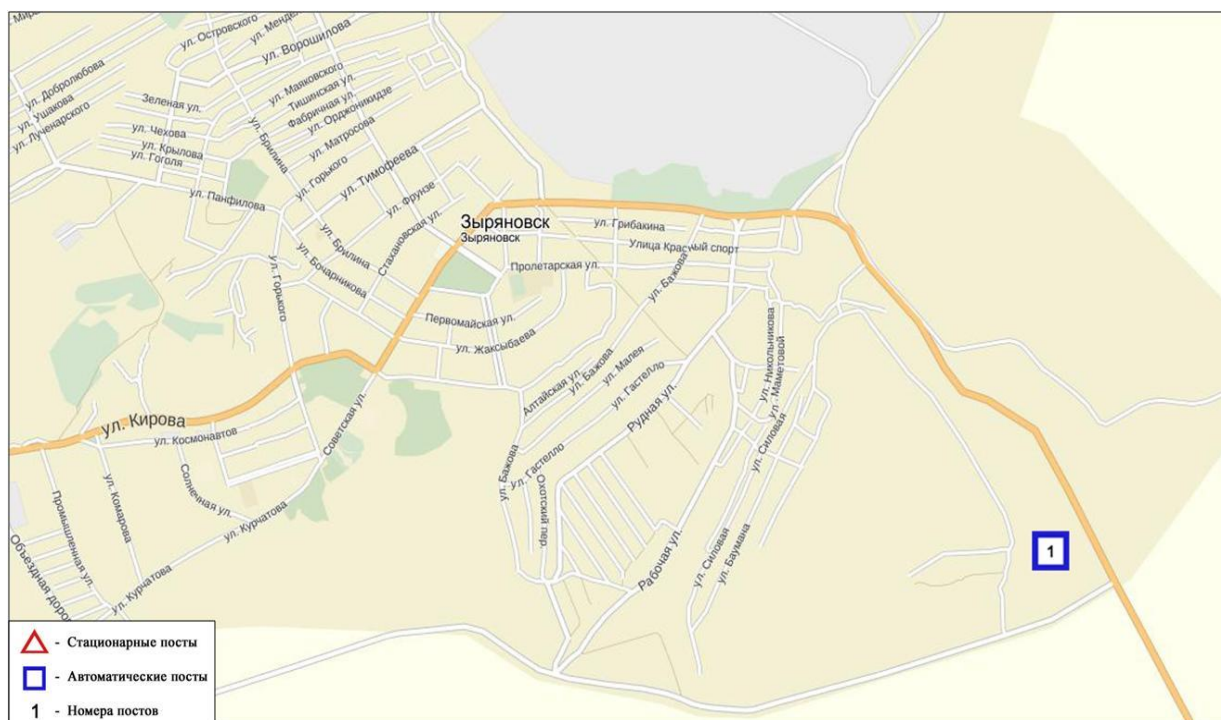 ул. Мира
ул. Островского
ул. Менде
ул. Ворошилова
ул. Добролюбова
ул. Ушакова
ул. Лученарского
ул. Маяковского
Тишинская ул.
Фабричная ул.
ул. Орджоникидзе
Зеленая ул.
ул. Чехова
ул. Крылова
ул. Гоголя
ул. Брилина
ул. Матросова
ул. Горького
ул. Тимофеева
ул. Панфилова
ул. Фрунзе
Стахановская ул.
Зыряновск
Зыряновск
ул. Грибакина
Улица Красный спорт
Пролетарская ул.
ул. Брилина
ул. Бочарникова
ул. Горького
ул. Бажова
Первомайская ул.
ул. Жаксыбаева
ул. Никольникова
ул. Маметовой
ул. Малея
ул. Бажова
Алтайская ул.
ул. Гастелло
Рудная ул.
ул. Кирова
ул. Космонавтов
Советская ул.
ул. Силовая
ул. Бажова
ул. Гастелло
Охотский пер.
Солнечная ул.
ул. Комарова
Промышленная ул.
ул. Курчатова
ул. Курчатова
Объездная дорог
Рабочая ул.
ул. Силовая
ул. Баумана
1
- Стационарные посты
- Автоматические посты
1 - Номера постов